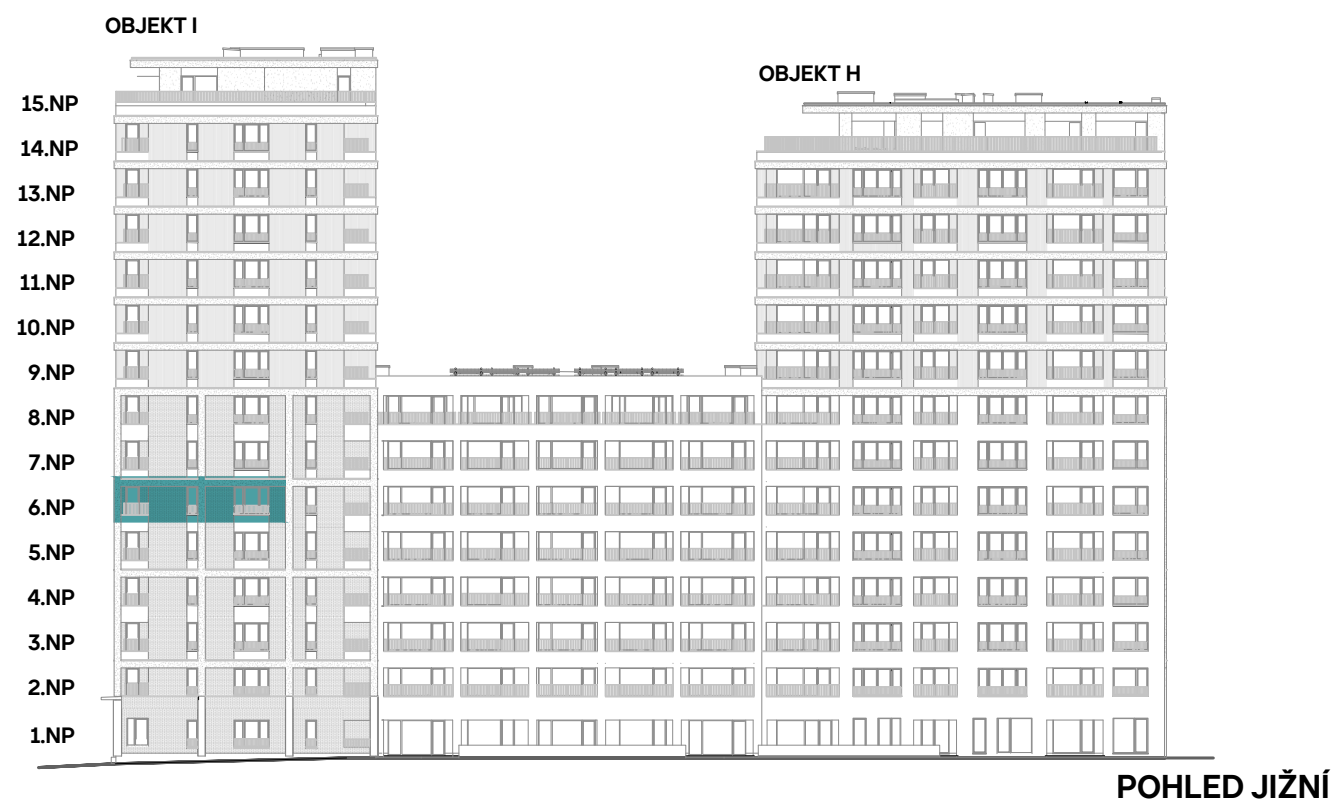 OBJEKT I
OBJEKT H
15.NP
14.NP
13.NP
12.NP
11.NP
10.NP
9.NP
8.NP
7.NP
6.NP
5.NP
4.NP
3.NP
2.NP
1.NP
POHLED JIŽNÍ